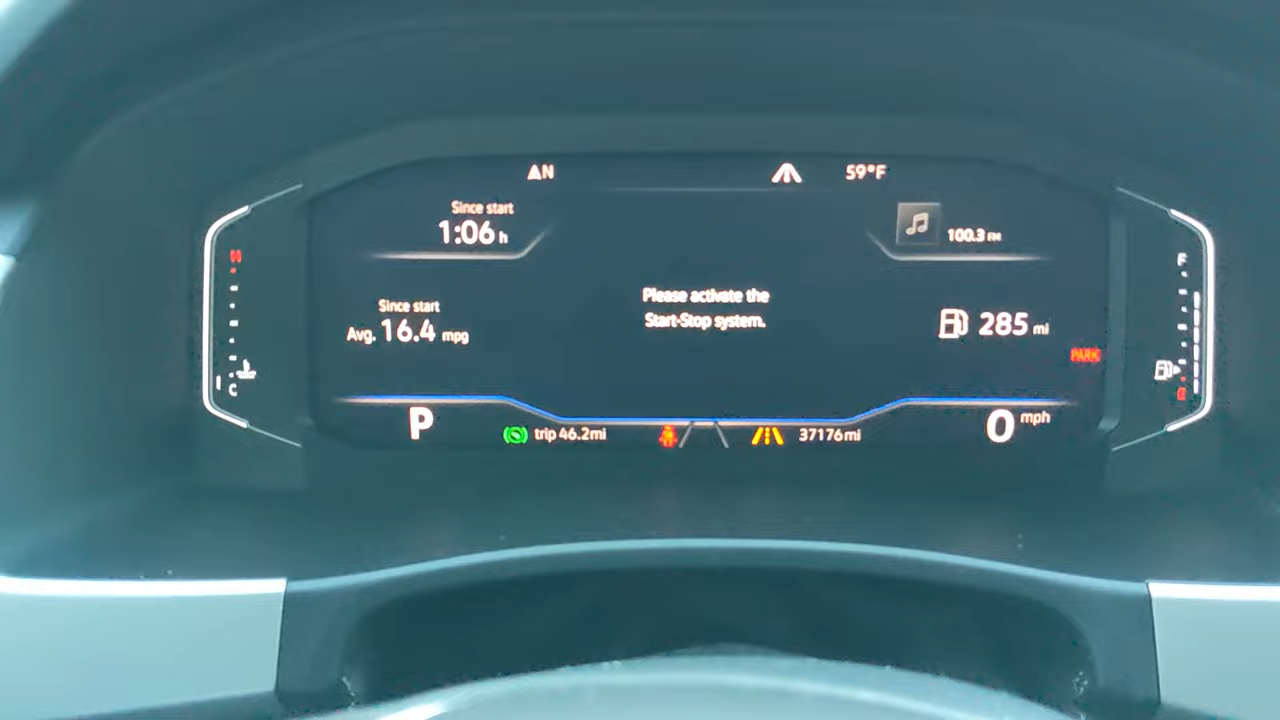 AN
59°F
Since start
1:06 h
100.3 FM
Since start
Avg. 16.4 mpg
Please activate the
Start-Stop system.
285 mi
PARK
F
C
P
trip 46.2mi
37176mi
0 mph